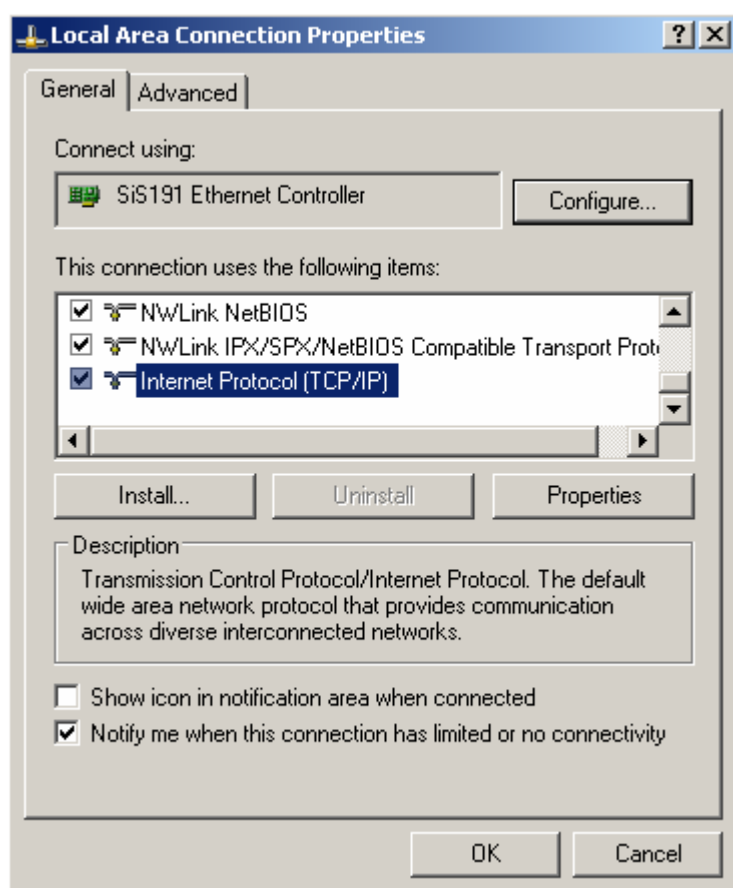 Local Area Connection Properties
General Advanced
Connect using:
SiS191 Ethernet Controller Configure...
This connection uses the following items:
NWLink NetBIOS
NWLink IPX/SPX/NetBIOS Compatible Transport
Internet Protocol (TCP/IP)
Install... Uninstall Properties
Description
Transmission Control Protocol/Internet Protocol. The default
wide area network protocol that provides communication
across diverse interconnected networks.
Show icon in notification area when connected
Notify me when this connection has limited or no connectivity
OK Cancel